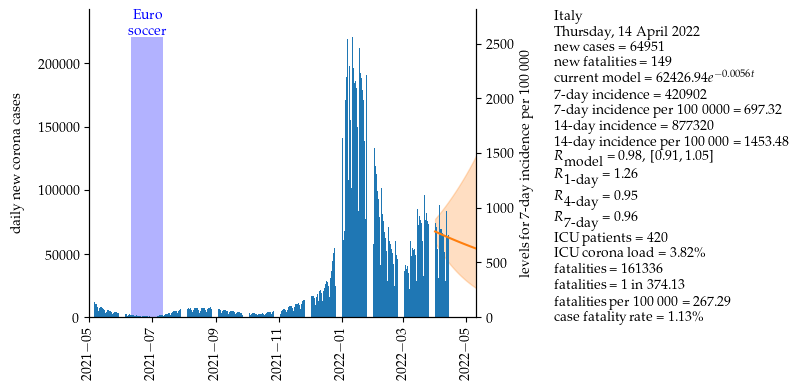 Euro
soccer
daily new corona cases
0
50000
100000
150000
200000
2021−05
2021−07
2021−09
2021−11
2022−01
2022−03
2022−05
0
500
1000
1500
2000
2500
levels for 7-day incidence per 100 000
Italy
Thursday, 14 April 2022
new cases = 64951
new fatalities = 149
current model = 62426.94e^−0.0056t
7-day incidence = 420902
7-day incidence per 100 0000 = 697.32
14-day incidence = 877320
14-day incidence per 100 000 = 1453.48
R_model = 0.98, [0.91, 1.05]
R_1-day = 1.26
R_4-day = 0.95
R_7-day = 0.96
ICU patients = 420
ICU corona load = 3.82%
fatalities = 161336
fatalities = 1 in 374.13
fatalities per 100 000 = 267.29
case fatality rate = 1.13%